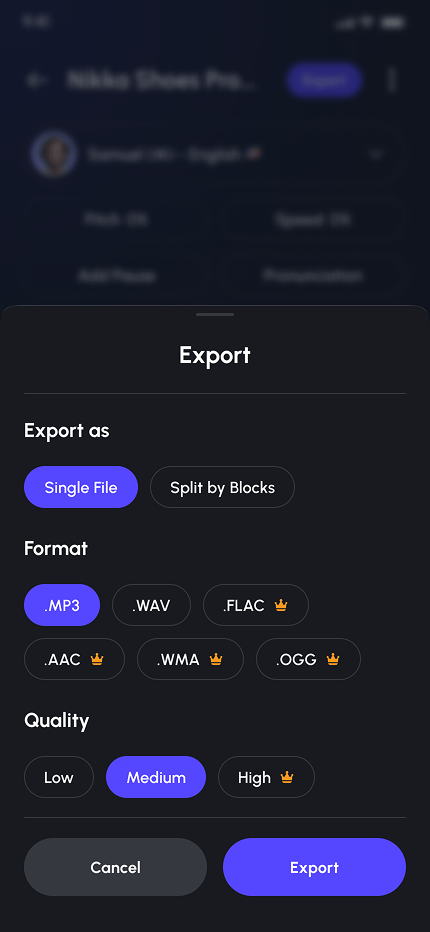 Nikka Shoes Pro...
Export
Samuel (M) - English
Pitch 0% Speed 0%
Add Pause Pronunciation
Export
Export as
Single File Split by Blocks
Format
.MP3 .WAV .FLAC
.AAC .WMA .OGG
Quality
Low Medium High
Cancel Export